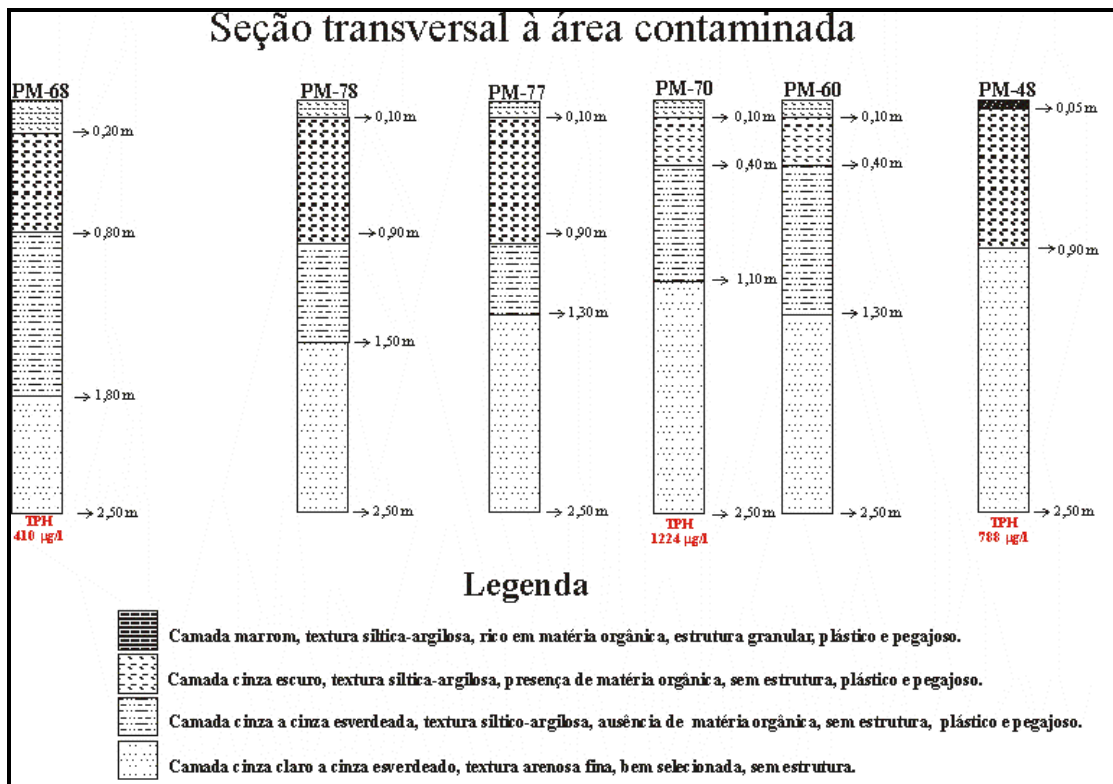 Seção transversal à área contaminada
PM-68
0,20 m
0,80 m
1,80 m
2,50 m
TPH
410 µg/l
PM-78
0,10 m
0,90 m
1,50 m
2,50 m
PM-77
0,10 m
0,90 m
1,30 m
2,50 m
PM-70
0,10 m
0,40 m
1,10 m
2,50 m
TPH
1224 µg/l
PM-60
0,10 m
0,40 m
1,30 m
2,50 m
PM-48
0,05 m
0,90 m
2,50 m
TPH
788 µg/l
Legenda
Camada marrom, textura síltica-argilosa, rico em matéria orgânica, estrutura granular, plástico e pegajoso.
Camada cinza escuro, textura síltica-argilosa, presença de matéria orgânica, sem estrutura, plástico e pegajoso.
Camada cinza a cinza esverdeada, textura síltico-argilosa, ausência de matéria orgânica, sem estrutura, plástico e pegajoso.
Camada cinza claro a cinza esverdeado, textura arenosa fina, bem selecionada, sem estrutura.